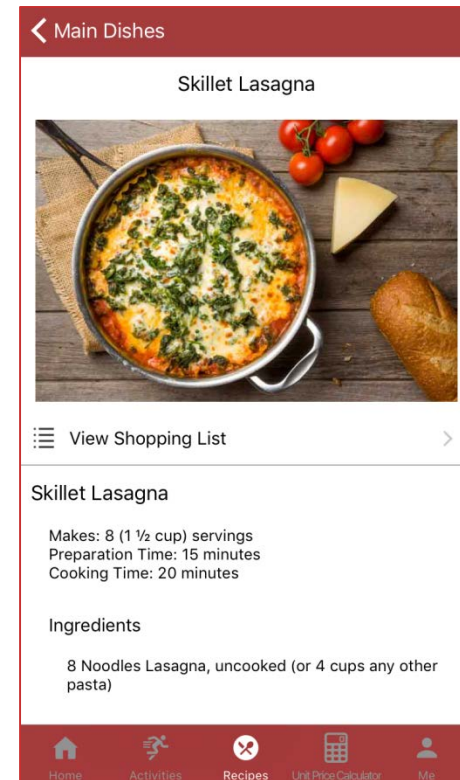 Main Dishes
Skillet Lasagna
View Shopping List
Skillet Lasagna
Makes: 8 (1 ½ cup) servings
Preparation Time: 15 minutes
Cooking Time: 20 minutes
Ingredients
8 Noodles Lasagna, uncooked (or 4 cups any other
pasta)
Home Activities Recipes Unit Price Calculator Me